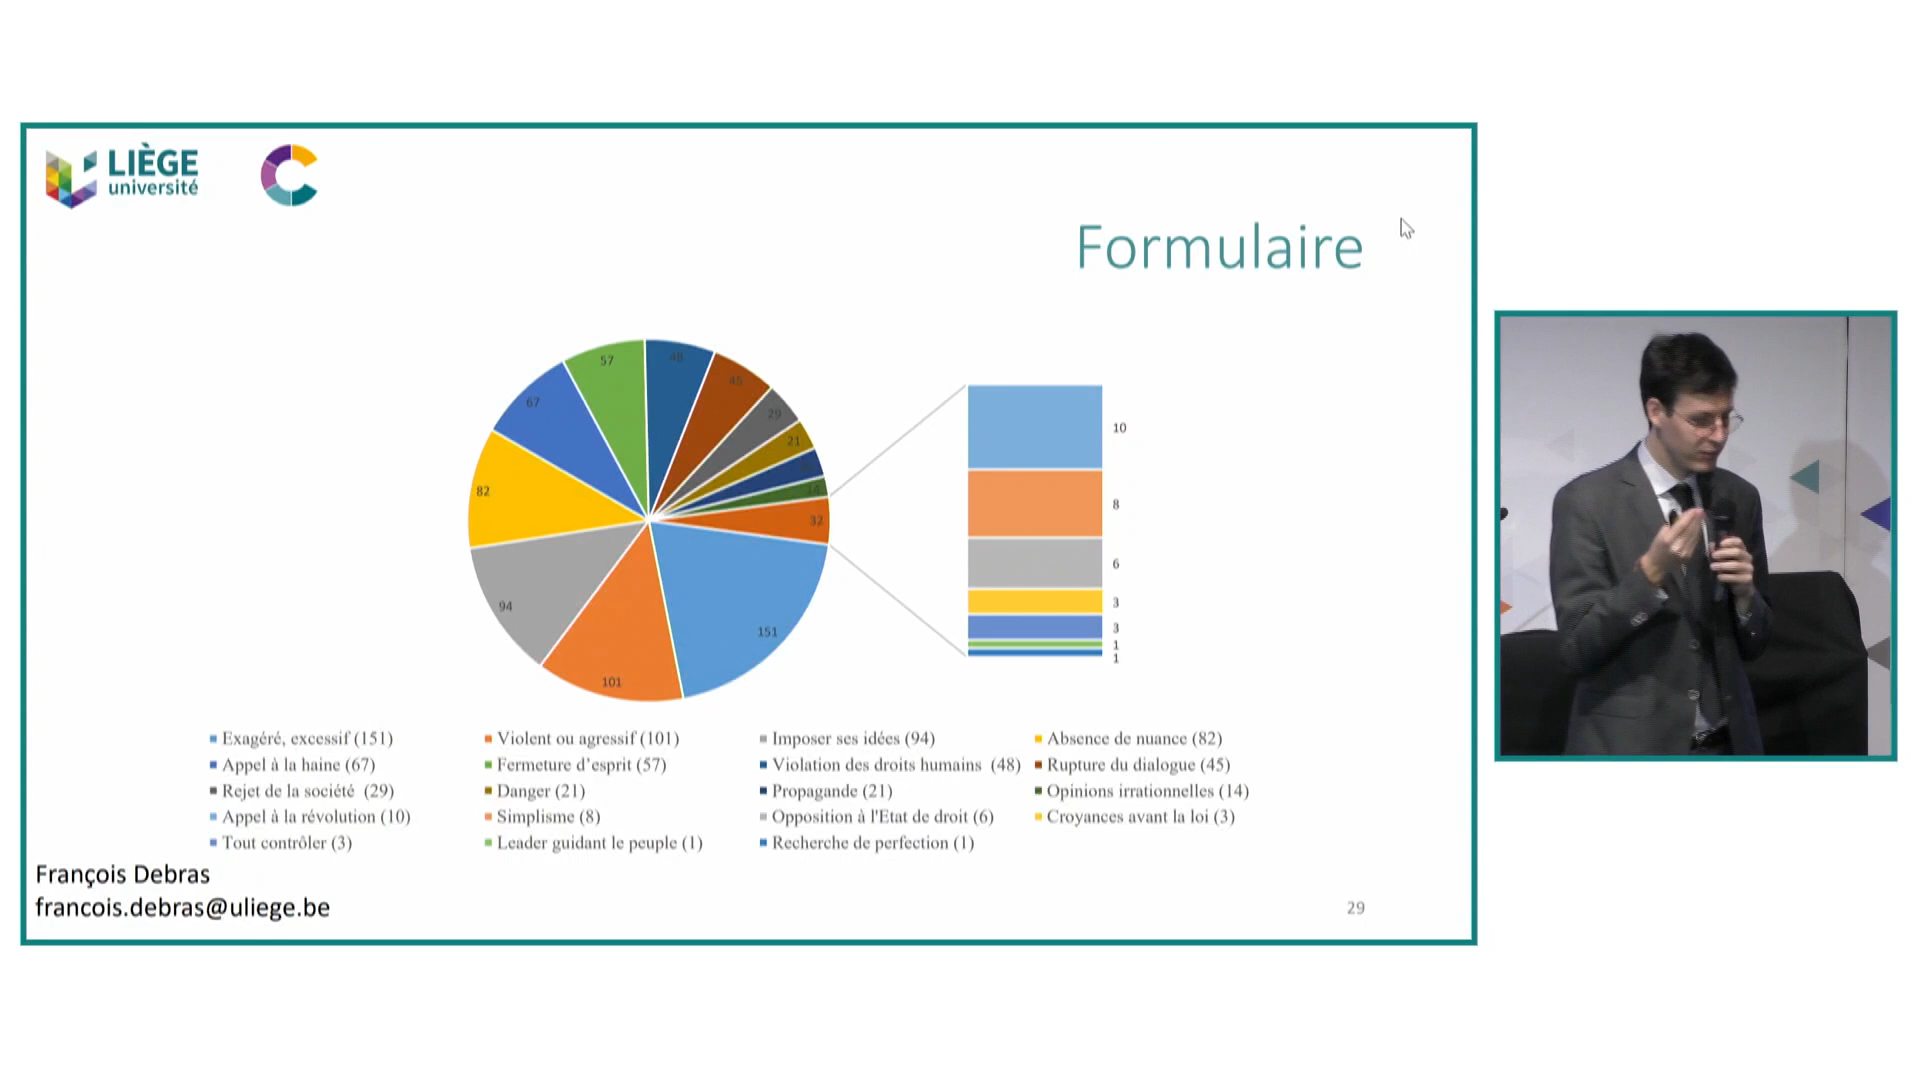 LIÈGE
université
Formulaire
57
48
45
67
29
21
82
14
32
94
151
101
10
8
6
3
3
1
1
Exagéré, excessif (151)
Violent ou agressif (101)
Imposer ses idées (94)
Absence de nuance (82)
Appel à la haine (67)
Fermeture d'esprit (57)
Violation des droits humains (48)
Rupture du dialogue (45)
Rejet de la société (29)
Danger (21)
Propagande (21)
Opinions irrationnelles (14)
Appel à la révolution (10)
Simplisme (8)
Opposition à l'Etat de droit (6)
Croyances avant la loi (3)
Tout contrôler (3)
Leader guidant le peuple (1)
Recherche de perfection (1)
François Debras
francois.debras@uliege.be
29